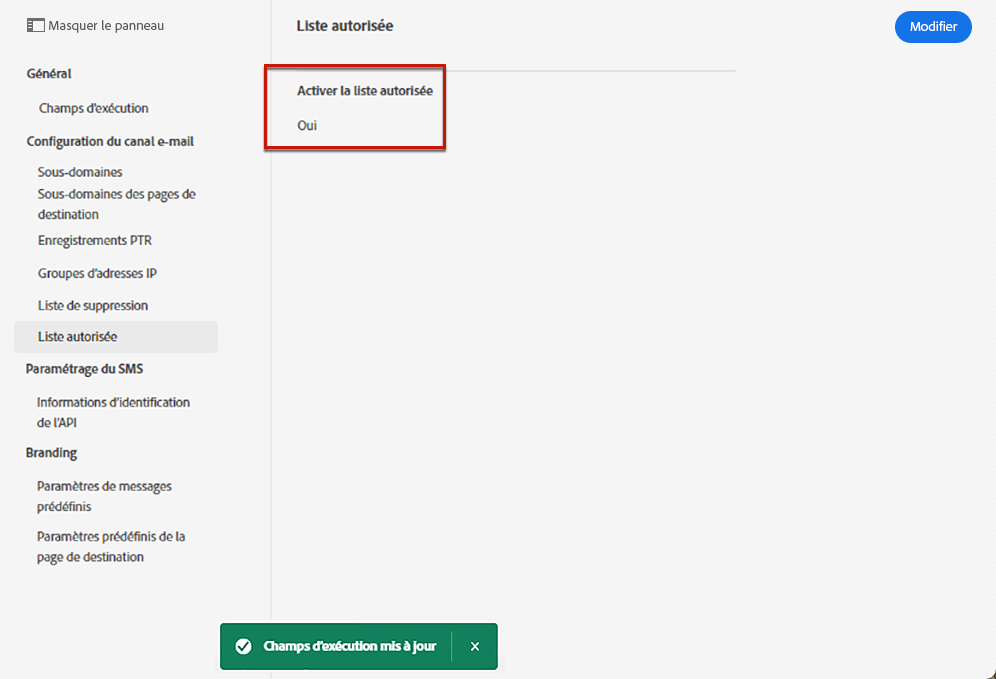 Masquer le panneau
Général
Champs d'exécution
Configuration du canal e-mail
Sous-domaines
Sous-domaines des pages de
destination
Enregistrements PTR
Groupes d'adresses IP
Liste de suppression
Liste autorisée
Paramétrage du SMS
Informations d'identification
de l'API
Branding
Paramètres de messages
prédéfinis
Paramètres prédéfinis de la
page de destination
Liste autorisée
Modifier
Activer la liste autorisée
Oui
Champs d'exécution mis à jour